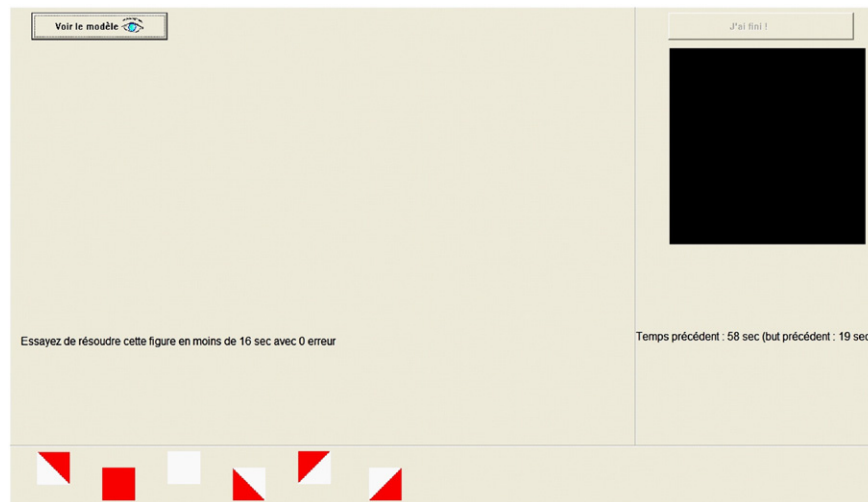 Voir le modèle
J'ai fini !
Essayez de résoudre cette figure en moins de 16 sec avec 0 erreur
Temps précédent : 58 sec (but précédent : 19 sec